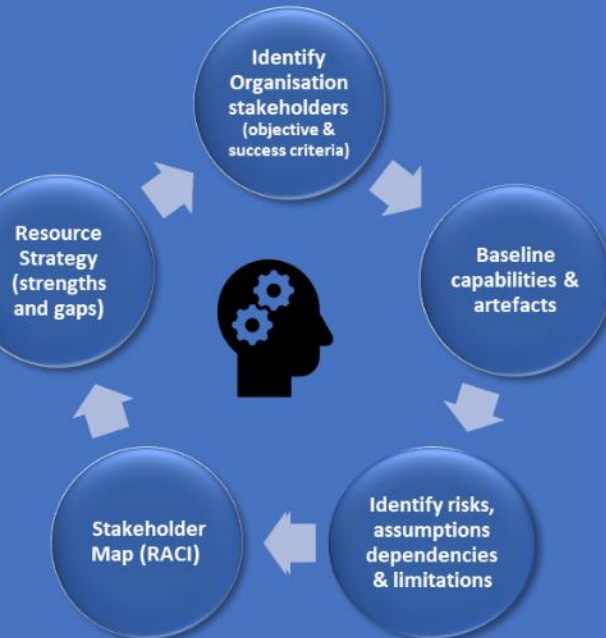 Identify
Organisation
stakeholders
(objective &
success criteria)
Baseline
capabilities &
artefacts
Identify risks,
assumptions
dependencies
& limitations
Stakeholder
Map (RACI)
Resource
Strategy
(strengths
and gaps)